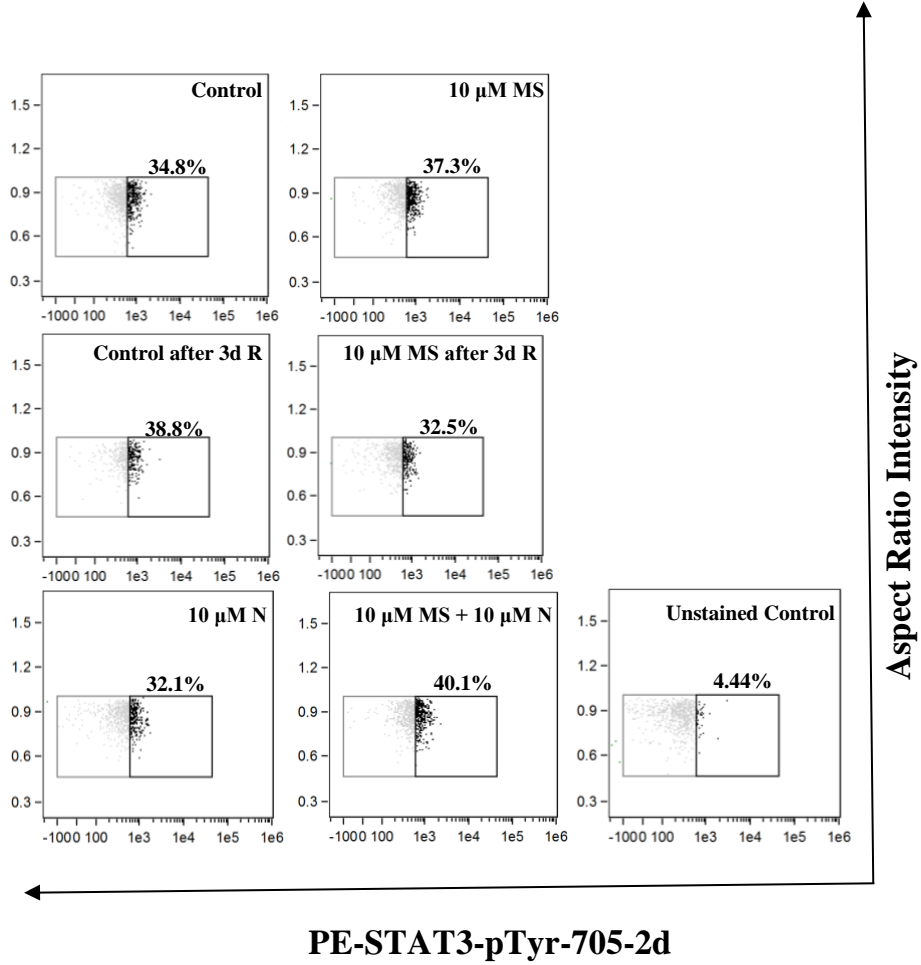 Control
1.5
1.2
0.9
0.6
0.3
34.8%
-1000 100 1e3 1e4 1e5 1e6
10 µM MS
1.5
1.2
0.9
0.6
0.3
37.3%
-1000 100 1e3 1e4 1e5 1e6
Control after 3d R
1.5
1.2
0.9
0.6
0.3
38.8%
-1000 100 1e3 1e4 1e5 1e6
10 µM MS after 3d R
1.5
1.2
0.9
0.6
0.3
32.5%
-1000 100 1e3 1e4 1e5 1e6
10 µM N
1.5
1.2
0.9
0.6
0.3
32.1%
-1000 100 1e3 1e4 1e5 1e6
10 µM MS + 10 µM N
1.5
1.2
0.9
0.6
0.3
40.1%
-1000 100 1e3 1e4 1e5 1e6
Unstained Control
1.5
1.2
0.9
0.6
0.3
4.44%
-1000 100 1e3 1e4 1e5 1e6
Aspect Ratio Intensity
PE-STAT3-pTyr-705-2d